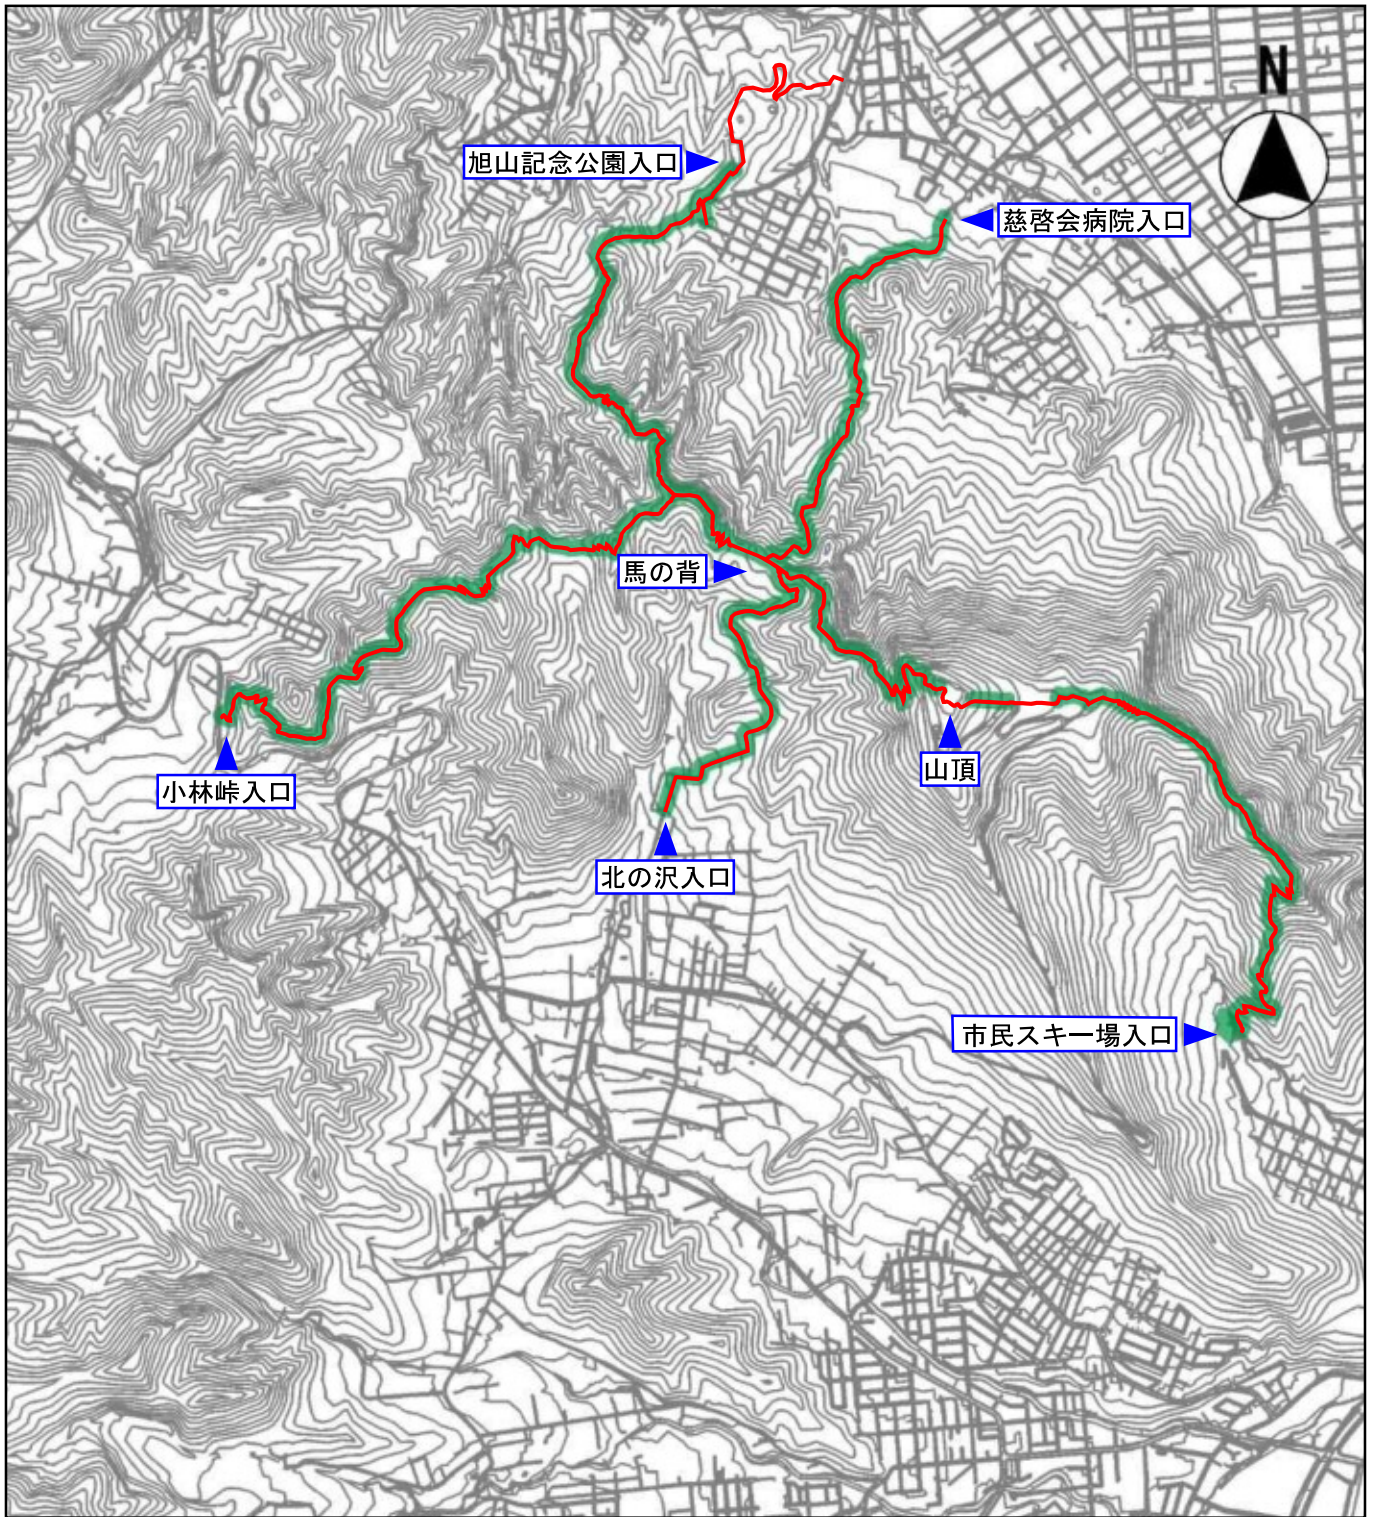 N
旭山記念公園入口
慈啓会病院入口
馬の背
山頂
小林峠入口
北の沢入口
市民スキー場入口